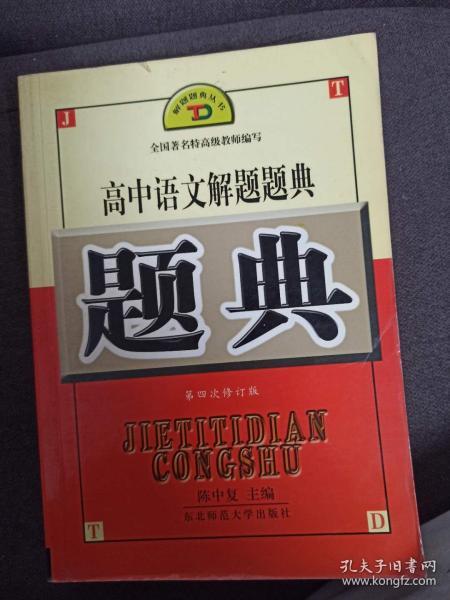 解题题典丛书
TD
J
T
全国著名特高级教师编写
高中语文解题题典
题典
第四次修订版
JIETITIDIAN
CONGSHU
陈中复 主编
东北师范大学出版社
T
D
孔夫子旧书网
www.kongfz.com